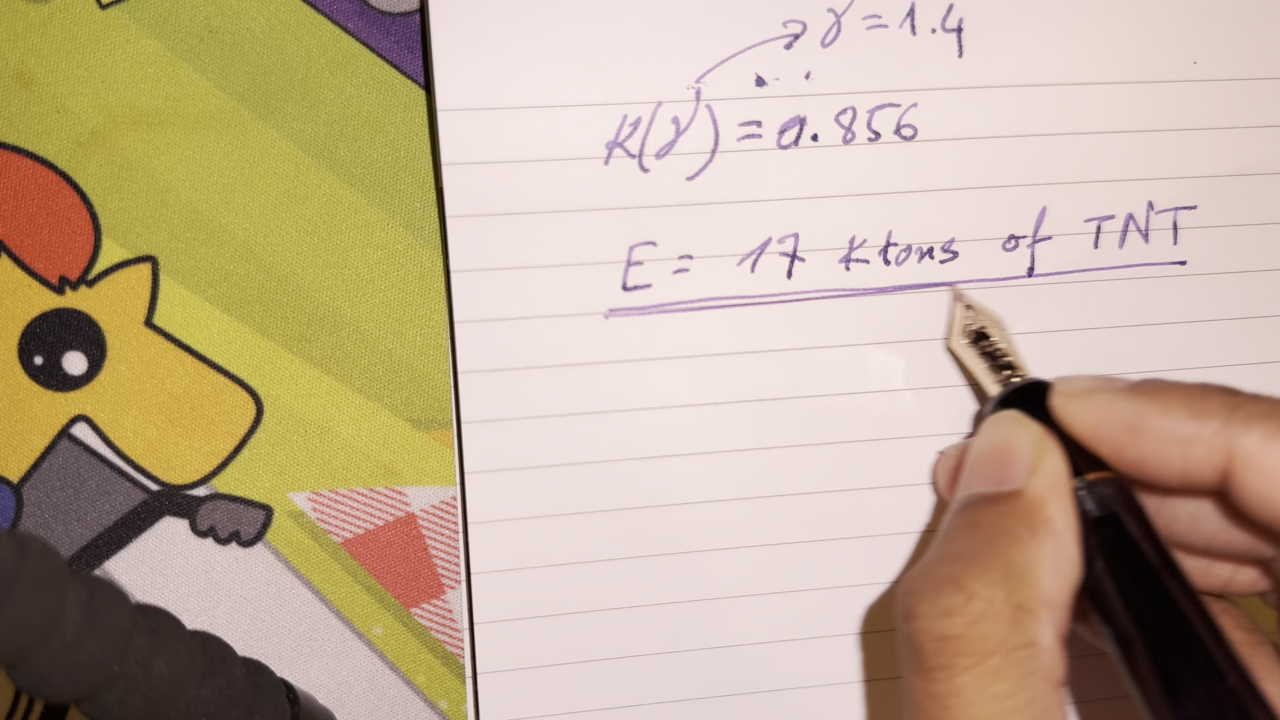 γ = 1.4
K(γ) = 0.856
E = 17 Ktons of TNT